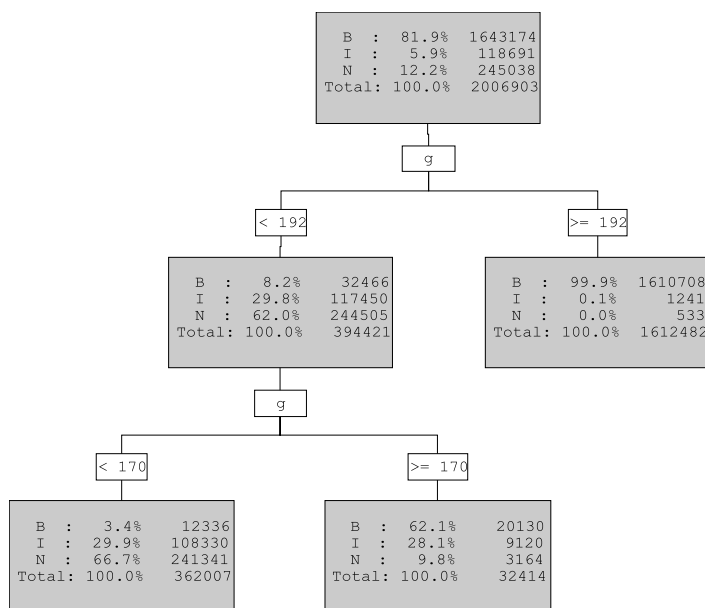 B : 81.9% 1643174
I : 5.9% 118691
N : 12.2% 245038
Total: 100.0% 2006903
g
< 192
>= 192
B : 8.2% 32466
I : 29.8% 117450
N : 62.0% 244505
Total: 100.0% 394421
B : 99.9% 1610708
I : 0.1% 1241
N : 0.0% 533
Total: 100.0% 1612482
g
< 170
>= 170
B : 3.4% 12336
I : 29.9% 108330
N : 66.7% 241341
Total: 100.0% 362007
B : 62.1% 20130
I : 28.1% 9120
N : 9.8% 3164
Total: 100.0% 32414